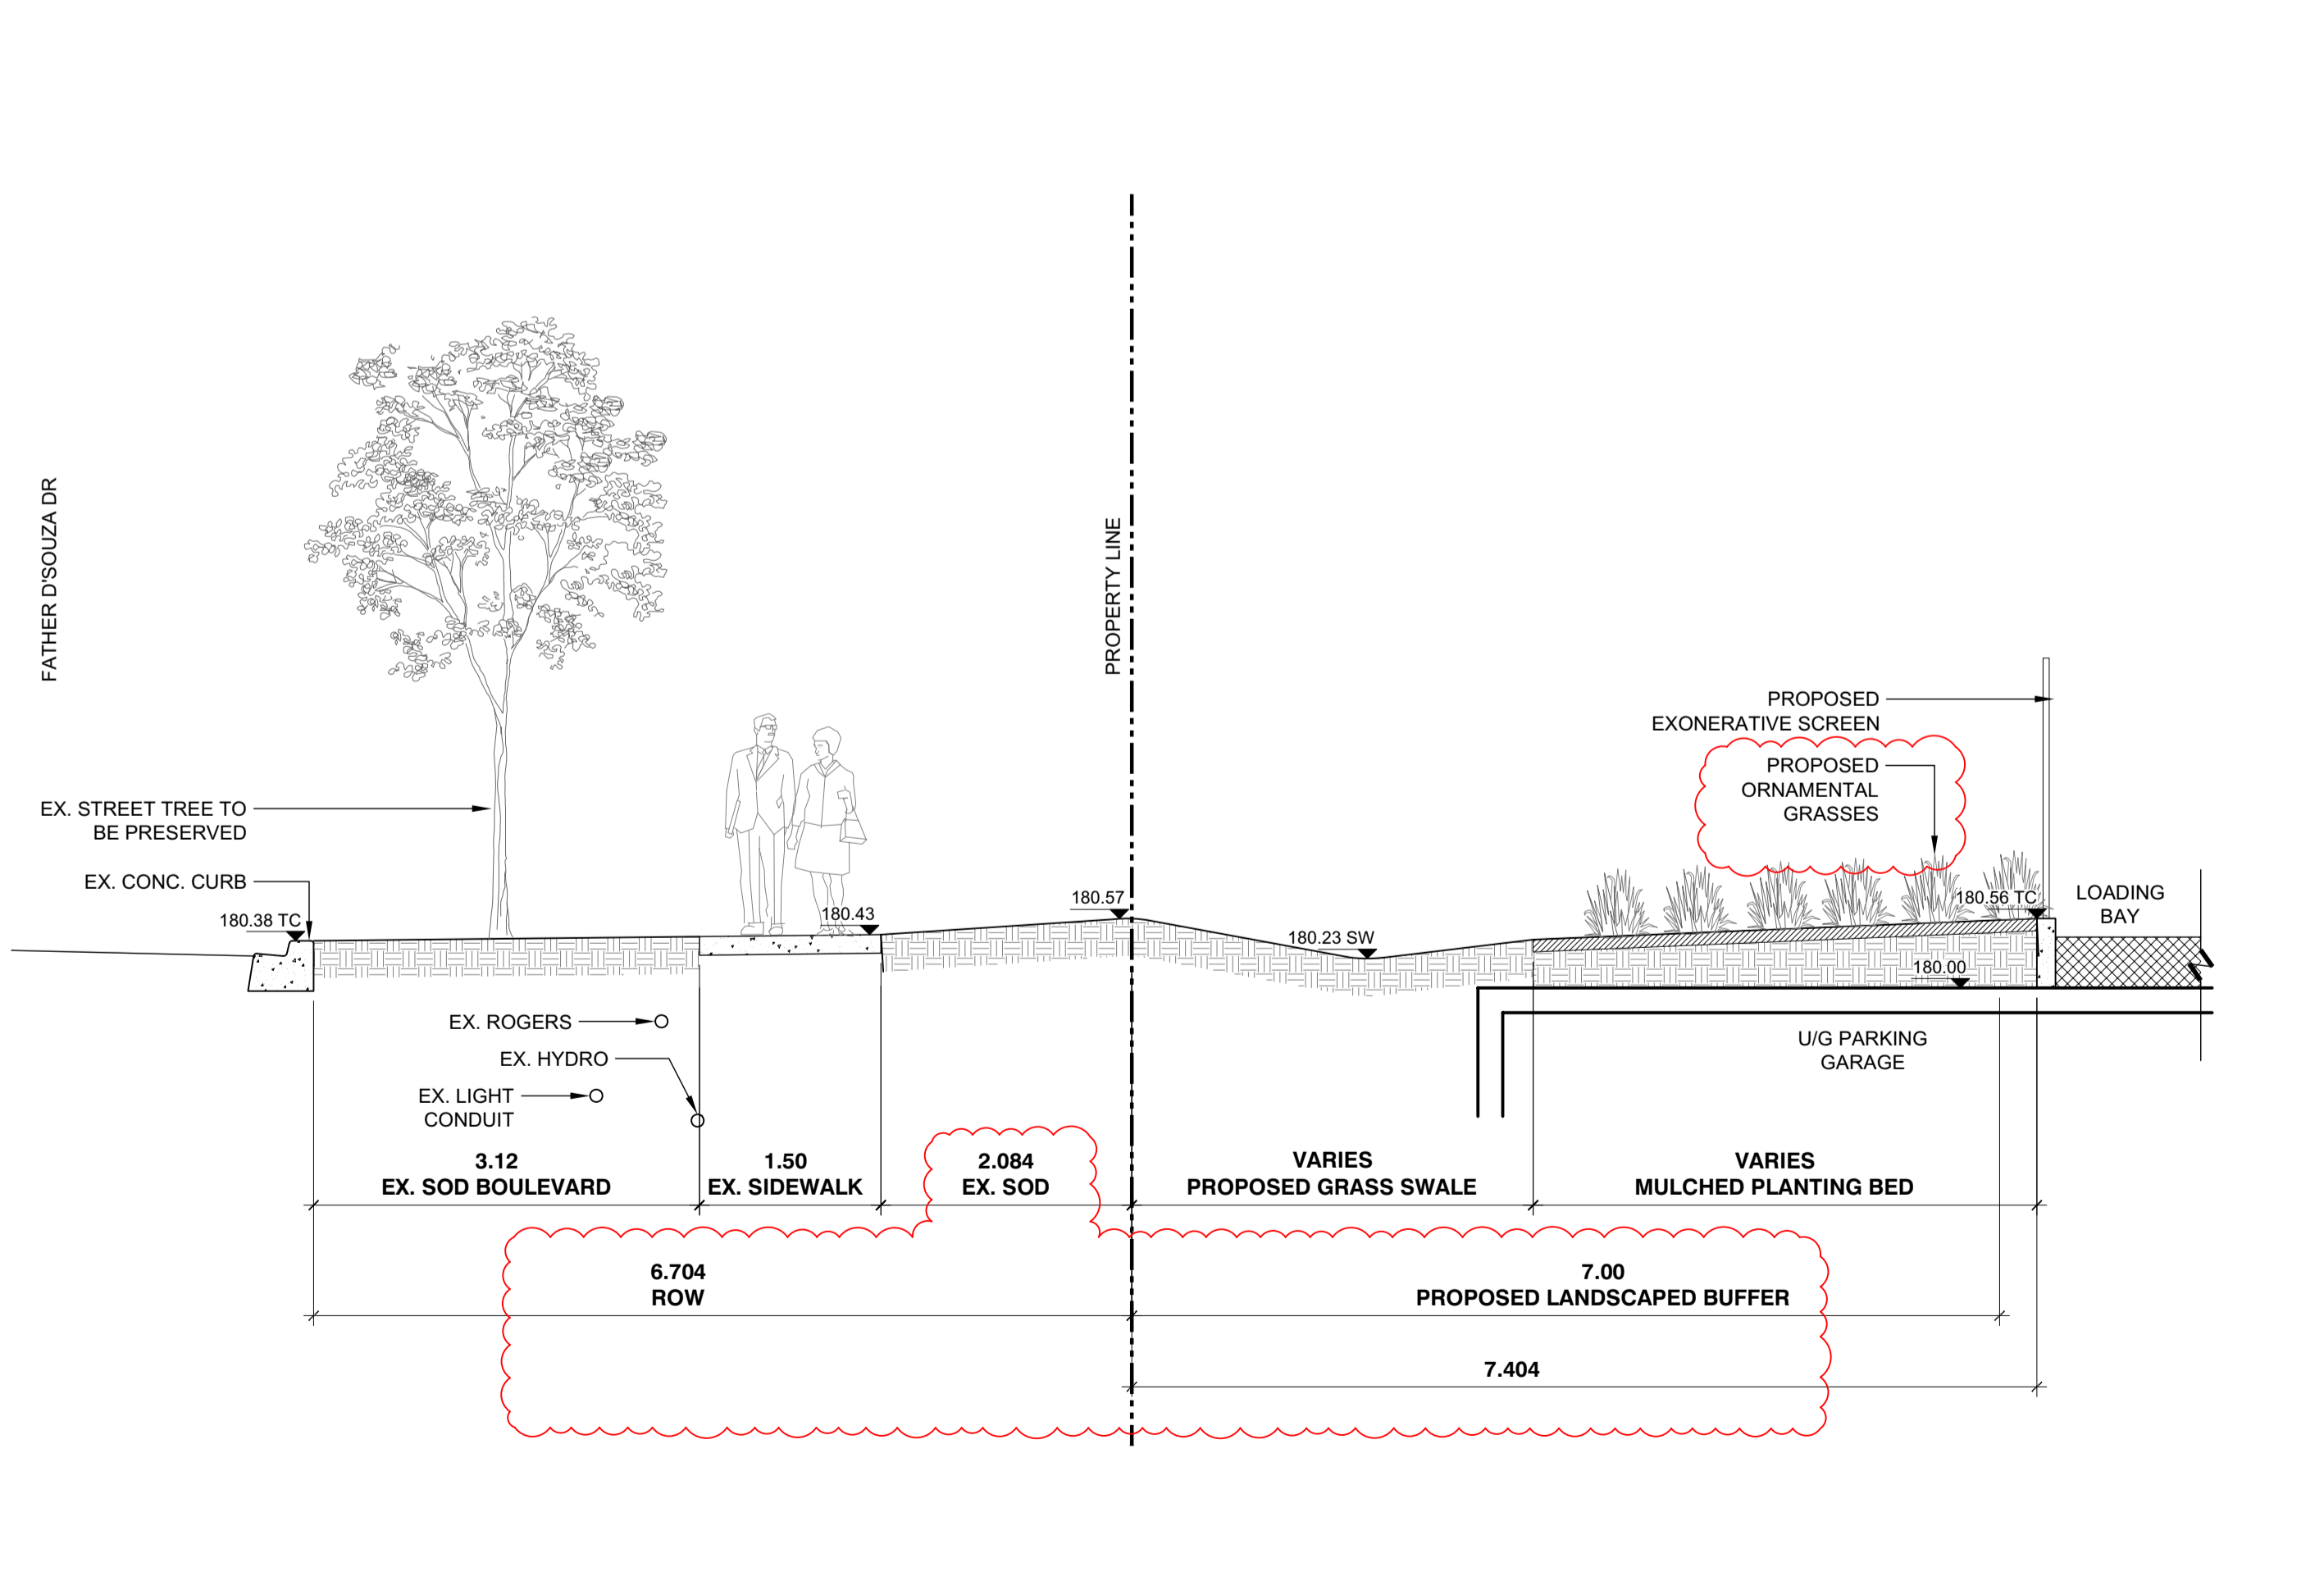 FATHER D'SOUZA DR
PROPERTY LINE
PROPOSED
EXONERATIVE SCREEN
PROPOSED
ORNAMENTAL
GRASSES
EX. STREET TREE TO
BE PRESERVED
EX. CONC. CURB
180.38 TC
180.43
180.57
180.23 SW
180.56 TC
LOADING
BAY
180.00
EX. ROGERS
EX. HYDRO
EX. LIGHT
CONDUIT
U/G PARKING
GARAGE
3.12
EX. SOD BOULEVARD
1.50
EX. SIDEWALK
2.084
EX. SOD
VARIES
PROPOSED GRASS SWALE
VARIES
MULCHED PLANTING BED
6.704
ROW
7.00
PROPOSED LANDSCAPED BUFFER
7.404